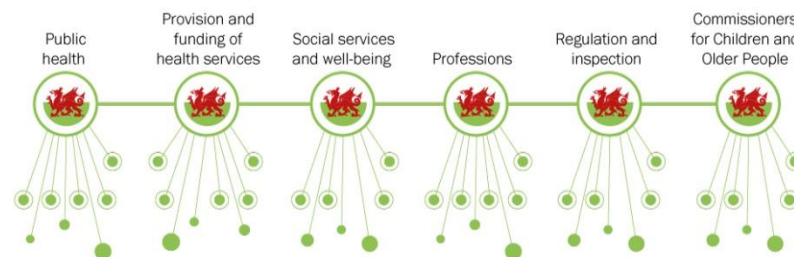 Public
health
Provision and
funding of
health services
Social services
and well-being
Professions
Regulation and
inspection
Commissioners
for Children and
Older People